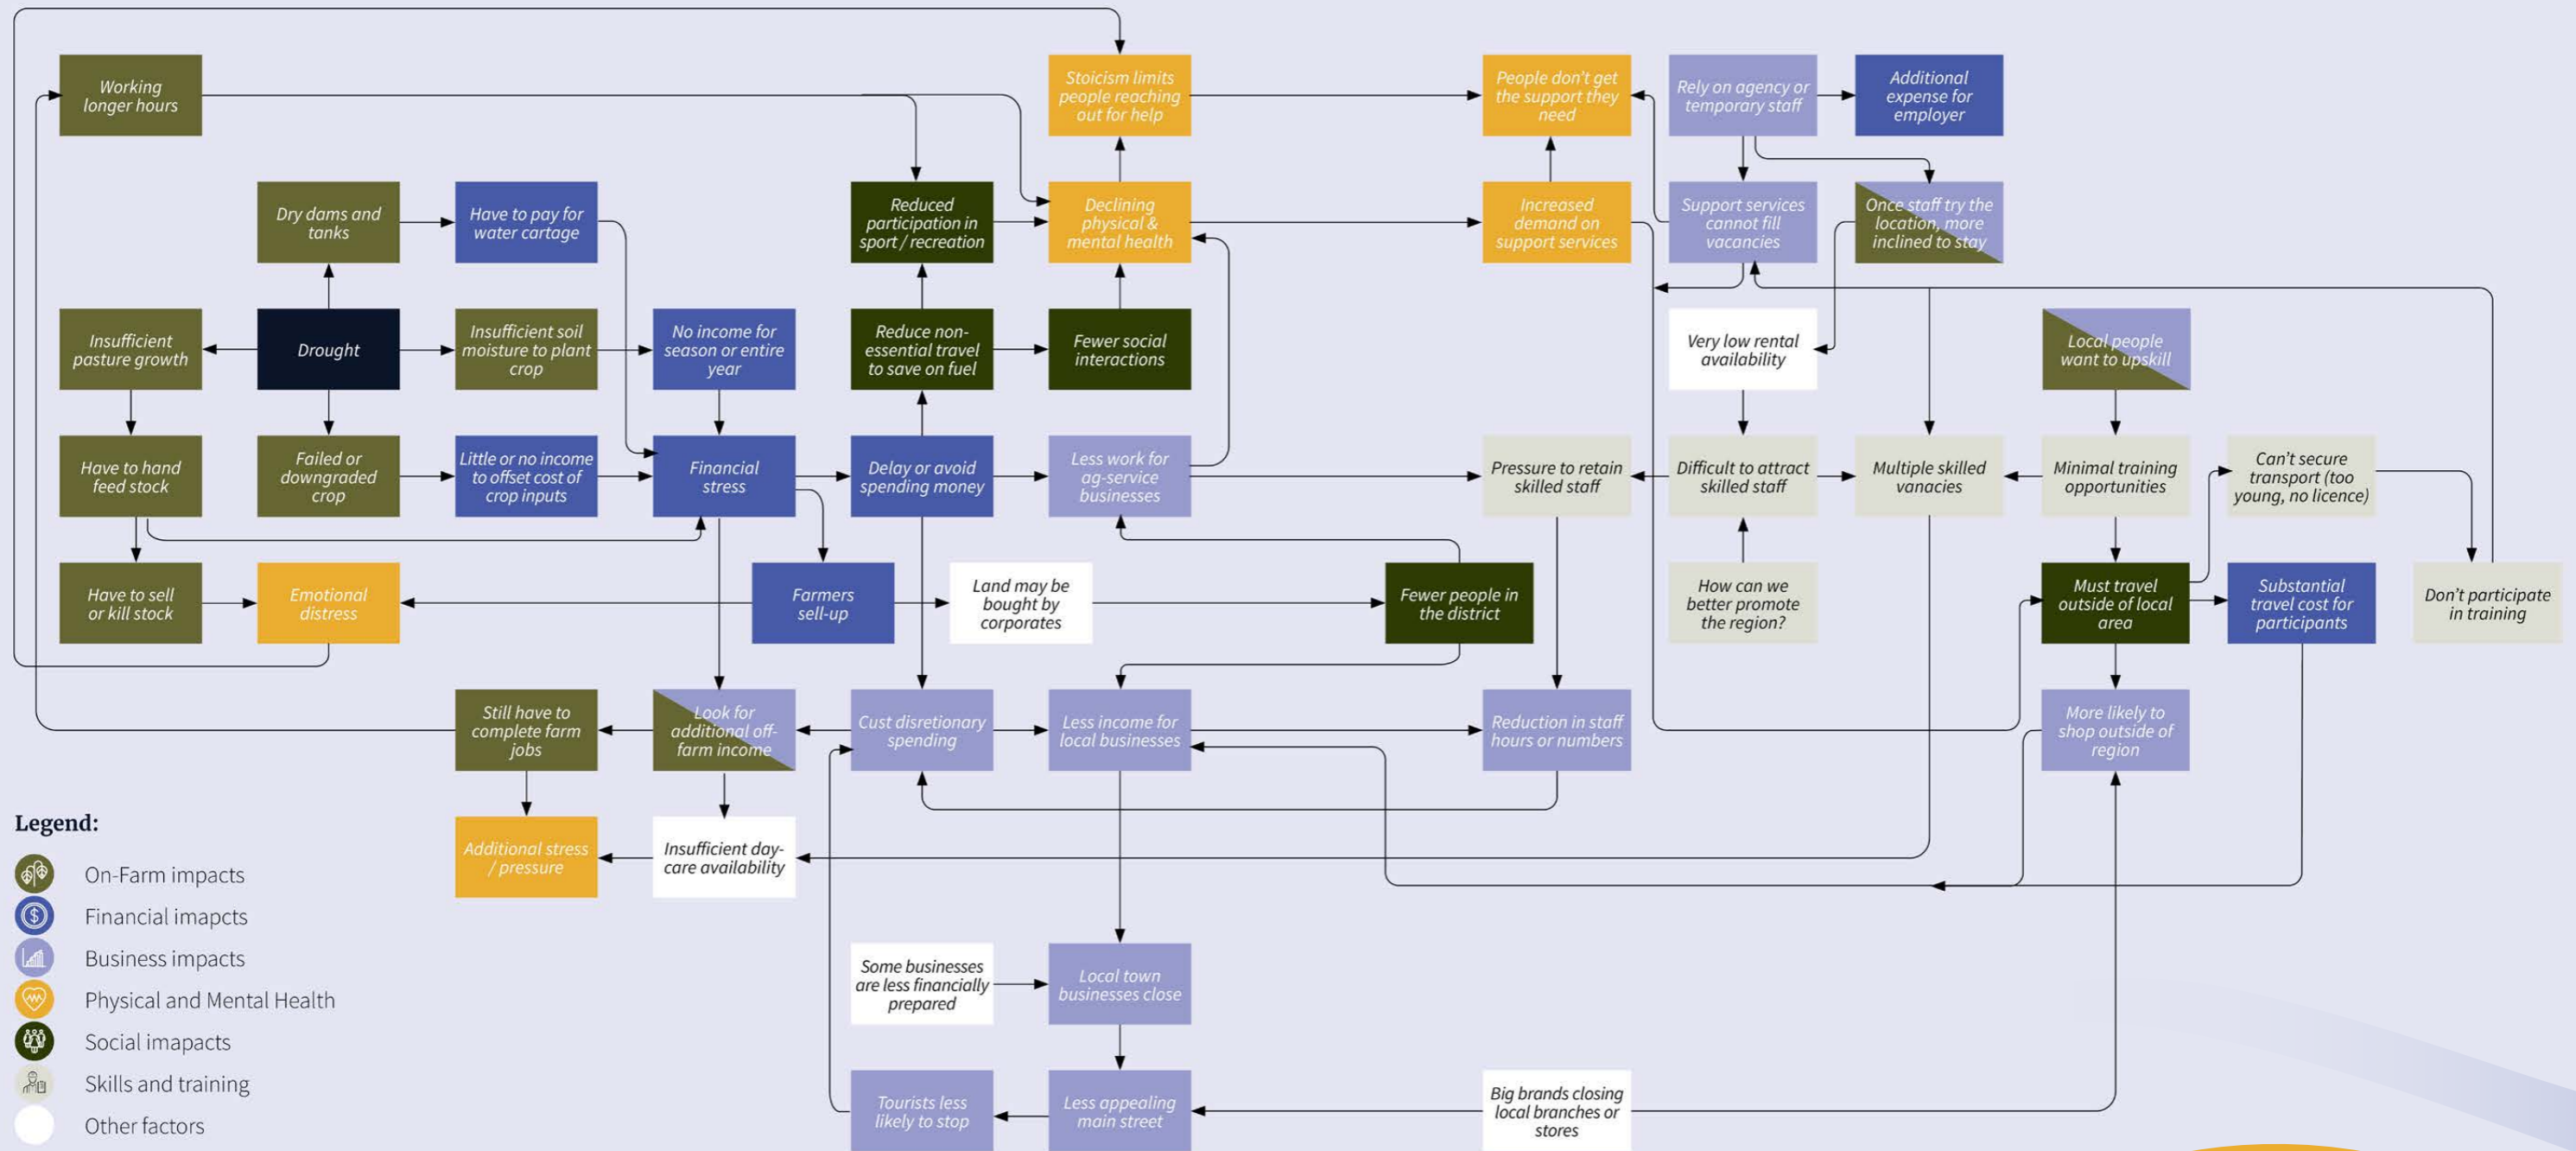 Working
longer hours
Stoicism limits
people reaching
out for help
People don't get
the support they
need
Rely on agency or
temporary staff
Additional
expense for
employer
Dry dams and
tanks
Have to pay for
water cartage
Reduced
participation in
sport / recreation
Declining
physical &
mental health
Increased
demand on
support services
Support services
cannot fill
vacancies
Once staff try the
location, more
inclined to stay
Insufficient
pasture growth
Drought
Insufficient soil
moisture to plant
crop
No income for
season or entire
year
Reduce non-
essential travel
to save on fuel
Fewer social
interactions
Very low rental
availability
Local people
want to upskill
Have to hand
feed stock
Failed or
downgraded
crop
Little or no income
to offset cost of
crop inputs
Financial
stress
Delay or avoid
spending money
Less work for
ag-service
businesses
Pressure to retain
skilled staff
Difficult to attract
skilled staff
Multiple skilled
vanacies
Minimal training
opportunities
Can't secure
transport (too
young, no licence)
Have to sell
or kill stock
Emotional
distress
Farmers
sell-up
Land may be
bought by
corporates
Fewer people in
the district
How can we
better promote
the region?
Must travel
outside of local
area
Substantial
travel cost for
participants
Don't participate
in training
Still have to
complete farm
jobs
Look for
additional off-
farm income
Cust disretionary
spending
Less income for
local businesses
Reduction in staff
hours or numbers
More likely to
shop outside of
region
Additional stress
/ pressure
Insufficient day-
care availability
Some businesses
are less financially
prepared
Local town
businesses close
Tourists less
likely to stop
Less appealing
main street
Big brands closing
local branches or
stores
Legend:
On-Farm impacts
Financial imapcts
Business impacts
Physical and Mental Health
Social imapacts
Skills and training
Other factors